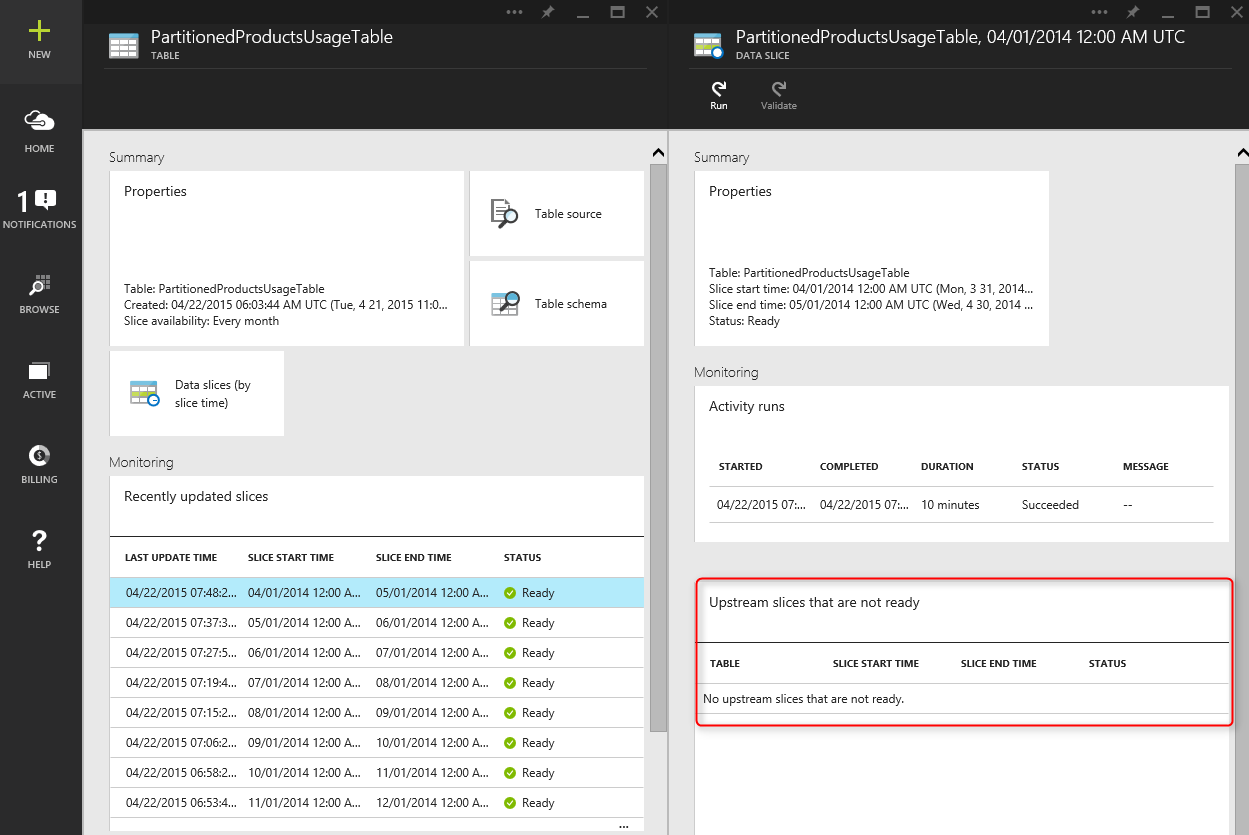 NEW
HOME
1
NOTIFICATIONS
BROWSE
ACTIVE
BILLING
HELP
PartitionedProductsUsageTable
TABLE
Summary
Properties
Table: PartitionedProductsUsageTable
Created: 04/22/2015 06:03:44 AM UTC (Tue, 4 21, 2015 11:0...
Slice availability: Every month
Table source
Table schema
Data slices (by
slice time)
Monitoring
Recently updated slices
LAST UPDATE TIME SLICE START TIME SLICE END TIME STATUS
04/22/2015 07:48:2... 04/01/2014 12:00 A... 05/01/2014 12:00 A... Ready
04/22/2015 07:37:3... 05/01/2014 12:00 A... 06/01/2014 12:00 A... Ready
04/22/2015 07:27:5... 06/01/2014 12:00 A... 07/01/2014 12:00 A... Ready
04/22/2015 07:19:4... 07/01/2014 12:00 A... 08/01/2014 12:00 A... Ready
04/22/2015 07:15:2... 08/01/2014 12:00 A... 09/01/2014 12:00 A... Ready
04/22/2015 07:06:2... 09/01/2014 12:00 A... 10/01/2014 12:00 A... Ready
04/22/2015 06:58:2... 10/01/2014 12:00 A... 11/01/2014 12:00 A... Ready
04/22/2015 06:53:4... 11/01/2014 12:00 A... 12/01/2014 12:00 A... Ready
...
PartitionedProductsUsageTable, 04/01/2014 12:00 AM UTC
DATA SLICE
Run Validate
Summary
Properties
Table: PartitionedProductsUsageTable
Slice start time: 04/01/2014 12:00 AM UTC (Mon, 3 31, 2014...
Slice end time: 05/01/2014 12:00 AM UTC (Wed, 4 30, 2014 ...
Status: Ready
Monitoring
Activity runs
STARTED COMPLETED DURATION STATUS MESSAGE
04/22/2015 07:... 04/22/2015 07:... 10 minutes Succeeded --
Upstream slices that are not ready
TABLE SLICE START TIME SLICE END TIME STATUS
No upstream slices that are not ready.